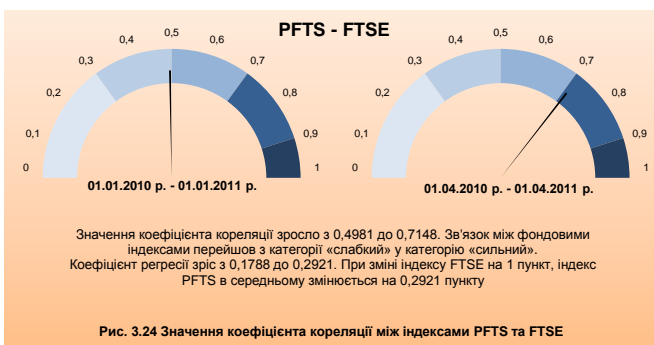 PFTS - FTSE
0
0,1
0,2
0,3
0,4
0,5
0,6
0,7
0,8
0,9
1
01.01.2010 р. - 01.01.2011 р.
0
0,1
0,2
0,3
0,4
0,5
0,6
0,7
0,8
0,9
1
01.04.2010 р. - 01.04.2011 р.
Значення коефіцієнта кореляції зросло з 0,4981 до 0,7148. Зв'язок між фондовими
індексами перейшов з категорії «слабкий» у категорію «сильний».
Коефіцієнт регресії зріс з 0,1788 до 0,2921. При зміні індексу FTSE на 1 пункт, індекс
PFTS в середньому змінюється на 0,2921 пункту
Рис. 3.24 Значення коефіцієнта кореляції між індексами PFTS та FTSE